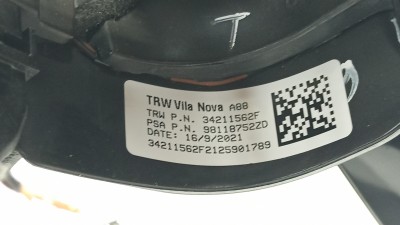 T
TRW Vila Nova A88
TRW P.N. 34211562F
PSA P.N. 98118752ZD
DATE: 16/9/2021
34211562F2125901789